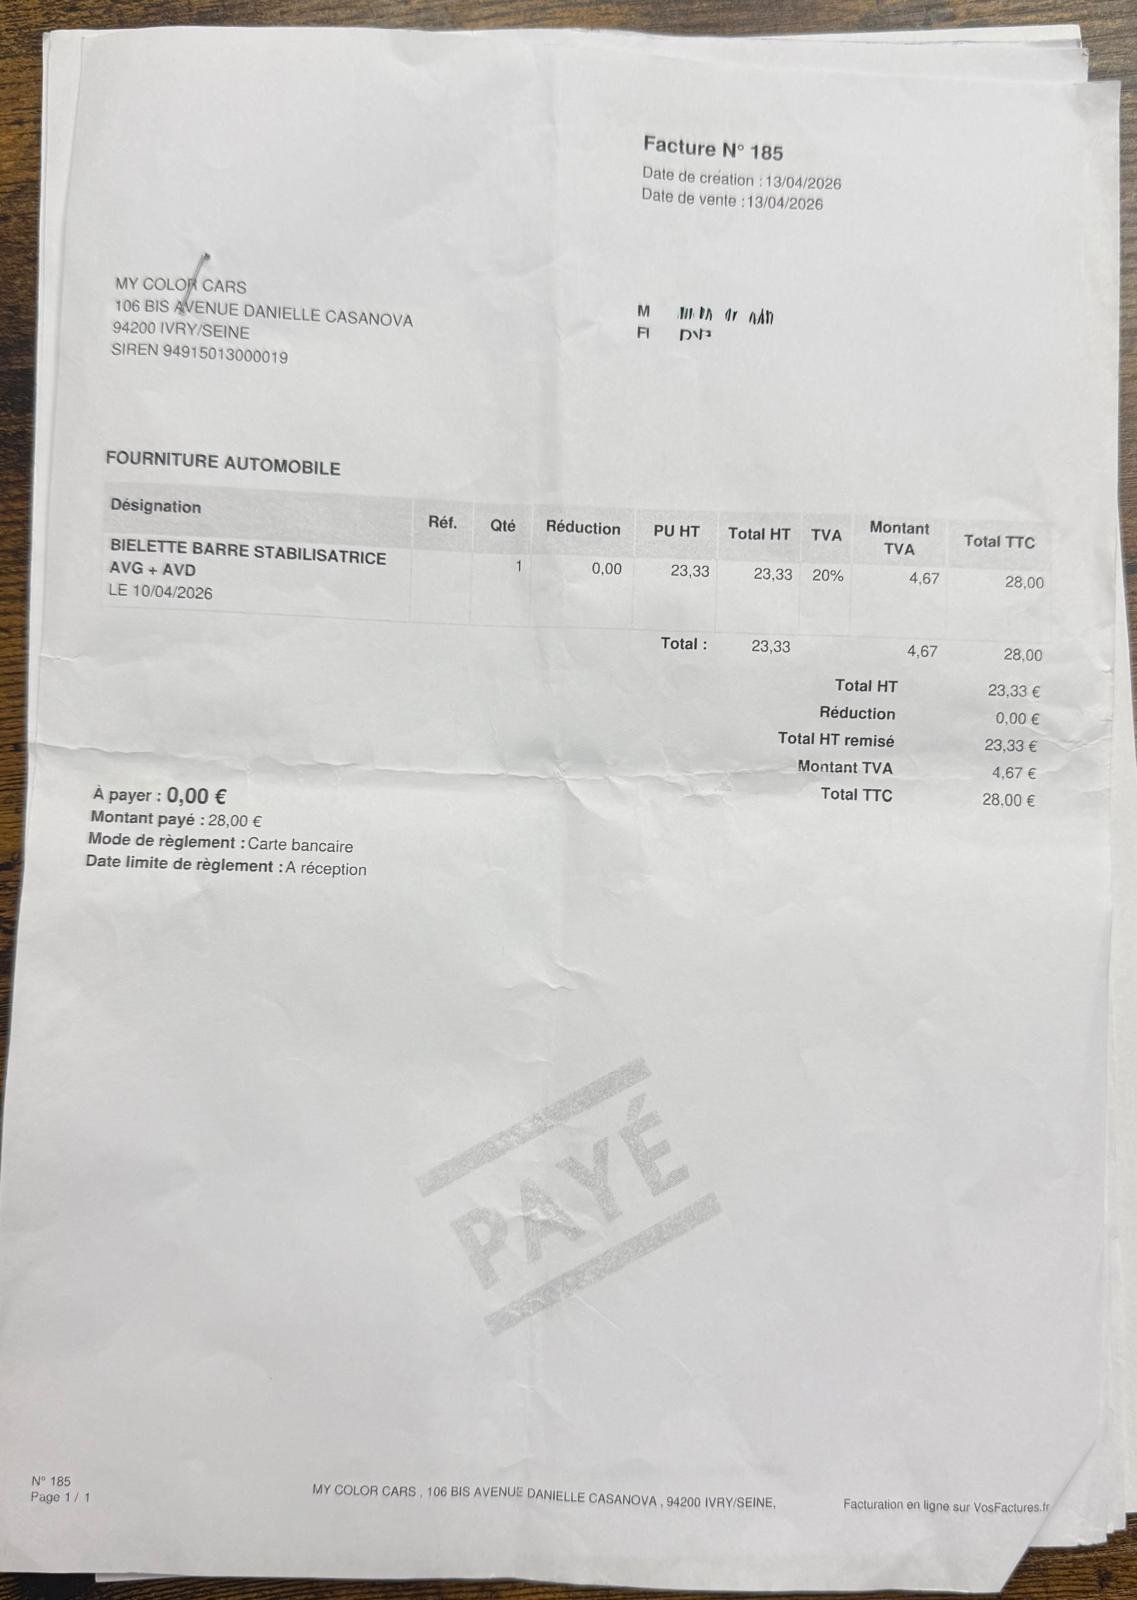 Facture N° 185
Date de création : 13/04/2026
Date de vente : 13/04/2026
MY COLOR CARS
106 BIS AVENUE DANIELLE CASANOVA
94200 IVRY/SEINE
SIREN 94915013000019
M
FOURNITURE AUTOMOBILE
Désignation Réf. Qté Réduction PU HT Total HT TVA Montant TVA Total TTC
BIELETTE BARRE STABILISATRICE
AVG + AVD 1 0,00 23,33 23,33 20% 4,67 28,00
LE 10/04/2026
Total : 23,33 4,67 28,00
Total HT 23,33 €
Réduction 0,00 €
Total HT remisé 23,33 €
Montant TVA 4,67 €
Total TTC 28,00 €
À payer : 0,00 €
Montant payé : 28,00 €
Mode de règlement : Carte bancaire
Date limite de règlement : A réception
PAYÉ
N° 185
Page 1 / 1
MY COLOR CARS , 106 BIS AVENUE DANIELLE CASANOVA , 94200 IVRY/SEINE,
Facturation en ligne sur VosFactures.fr